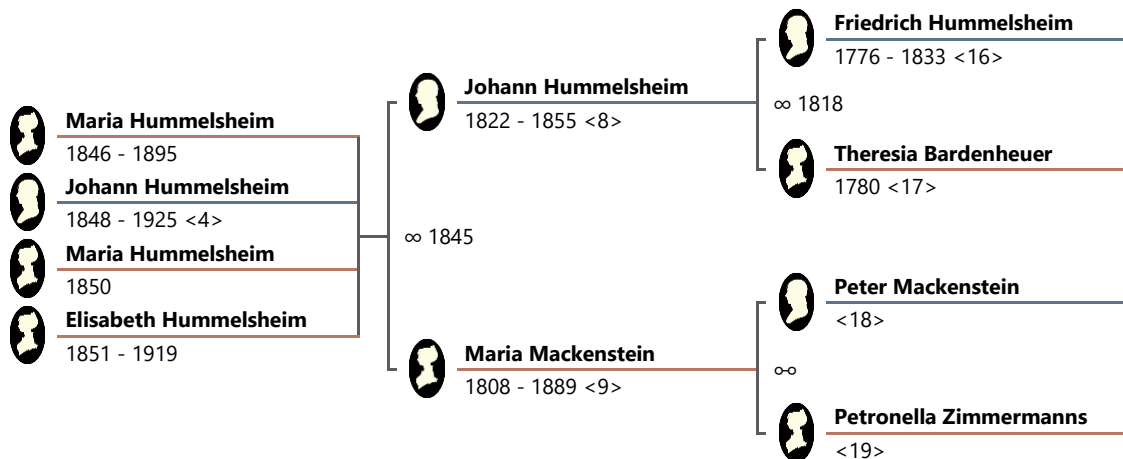 Maria Hummelsheim
1846 - 1895
Johann Hummelsheim
1848 - 1925 <4>
Maria Hummelsheim
1850
Elisabeth Hummelsheim
1851 - 1919
Johann Hummelsheim
1822 - 1855 <8>
∞ 1845
Maria Mackenstein
1808 - 1889 <9>
Friedrich Hummelsheim
1776 - 1833 <16>
∞ 1818
Theresia Bardenheuer
1780 <17>
Peter Mackenstein
<18>
⚯
Petronella Zimmermanns
<19>